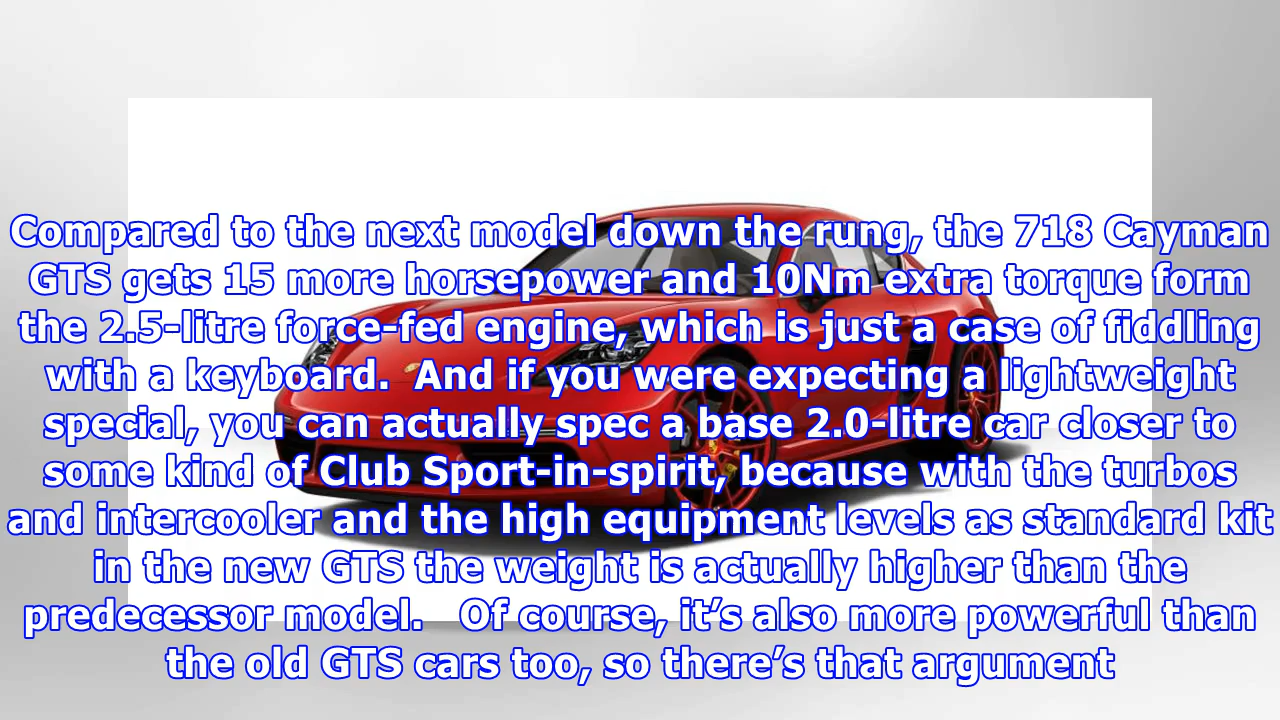 Compared to the next model down the rung, the 718 Cayman
GTS gets 15 more horsepower and 10Nm extra torque form
the 2.5-litre force-fed engine, which is just a case of fiddling
with a keyboard.  And if you were expecting a lightweight
special, you can actually spec a base 2.0-litre car closer to
some kind of Club Sport-in-spirit, because with the turbos
and intercooler and the high equipment levels as standard kit
in the new GTS the weight is actually higher than the
predecessor model.   Of course, it’s also more powerful than
the old GTS cars too, so there’s that argument